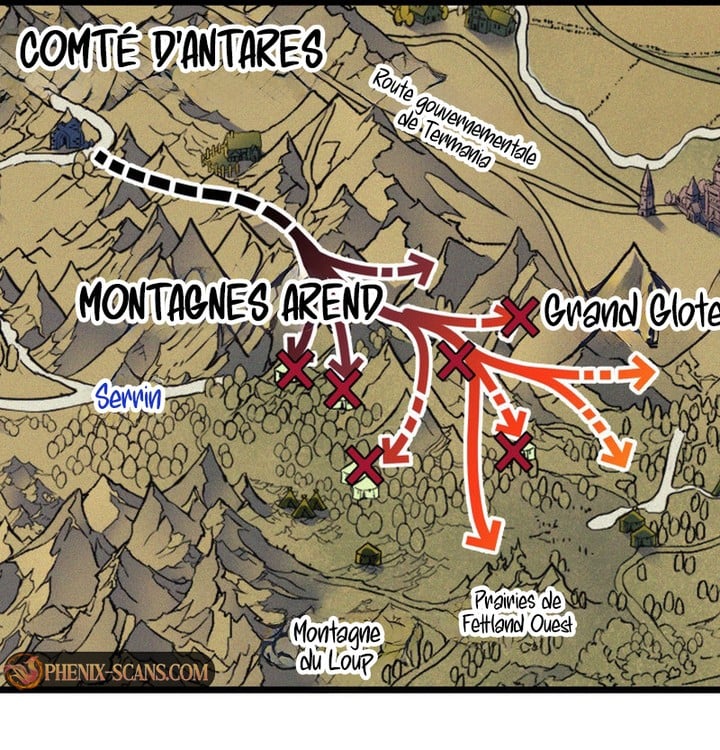 COMTÉ D'ANTARES
Route gouvernementale
de Termania
MONTAGNES AREND
Grand Glote
Serrin
Prairies de
Fettland Ouest
Montagne
du Loup
PHENIX-SCANS.COM